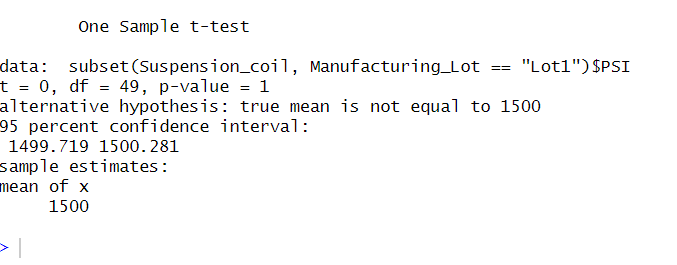 One Sample t-test
data:  subset(Suspension_coil, Manufacturing_Lot == "Lot1")$PSI
t = 0, df = 49, p-value = 1
alternative hypothesis: true mean is not equal to 1500
95 percent confidence interval:
 1499.719 1500.281
sample estimates:
mean of x
     1500
>